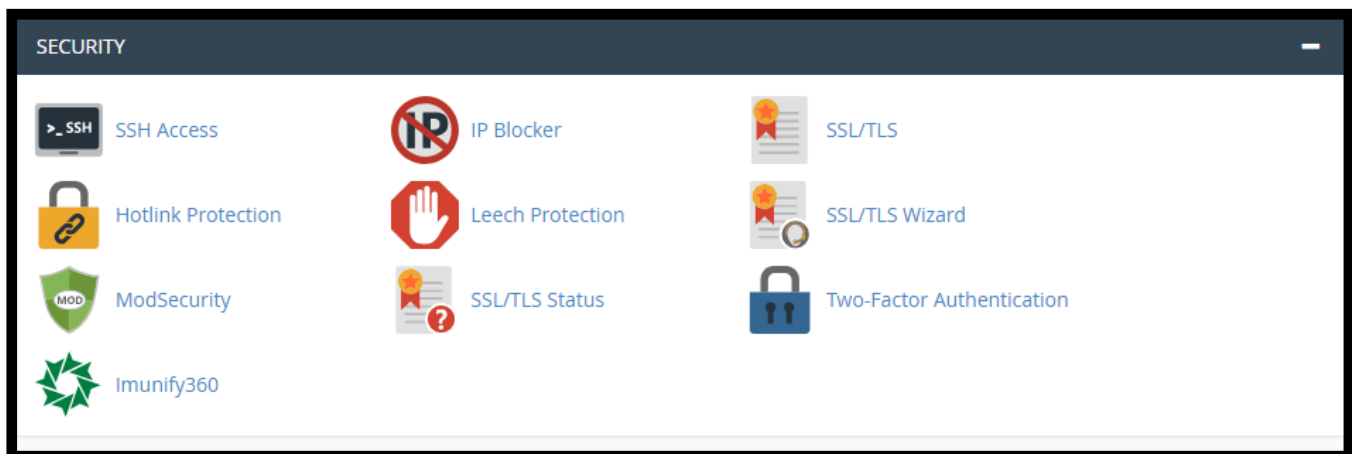 SECURITY
>_ SSH SSH Access
IP IP Blocker
SSL/TLS
Hotlink Protection
Leech Protection
SSL/TLS Wizard
MOD ModSecurity
? SSL/TLS Status
Two-Factor Authentication
Imunify360